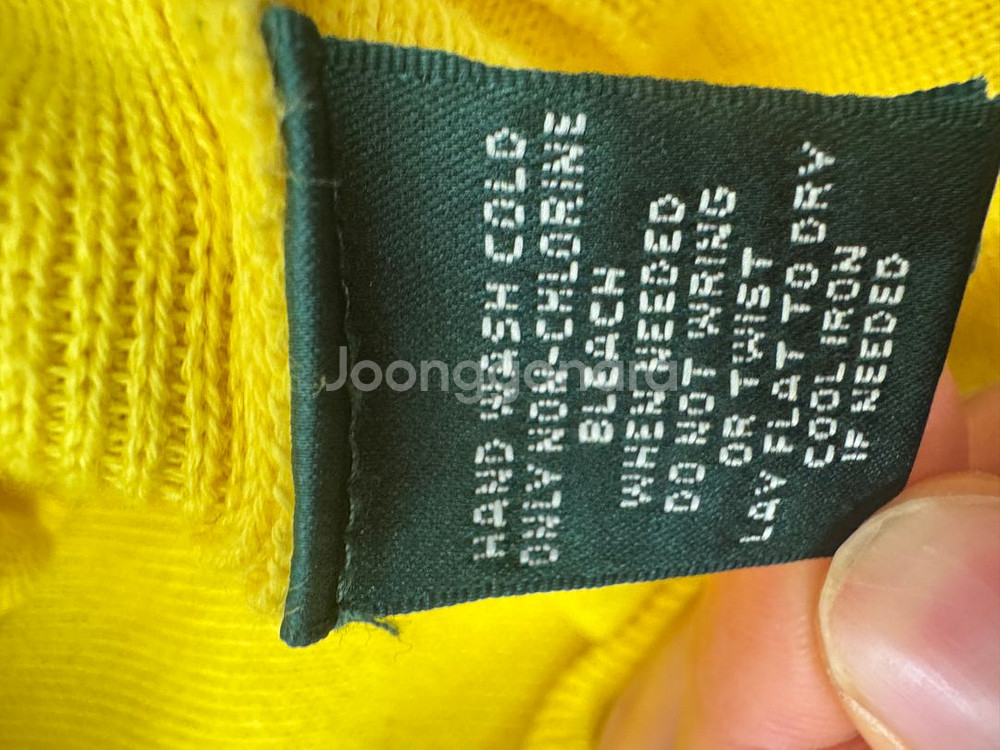 HAND WASH COLD
ONLY NON-CHLORINE
BLEACH
WHEN NEEDED
DO NOT WRING
OR TWIST
LAY FLAT TO DRY
COOL IRON
IF NEEDED
Joonggonara